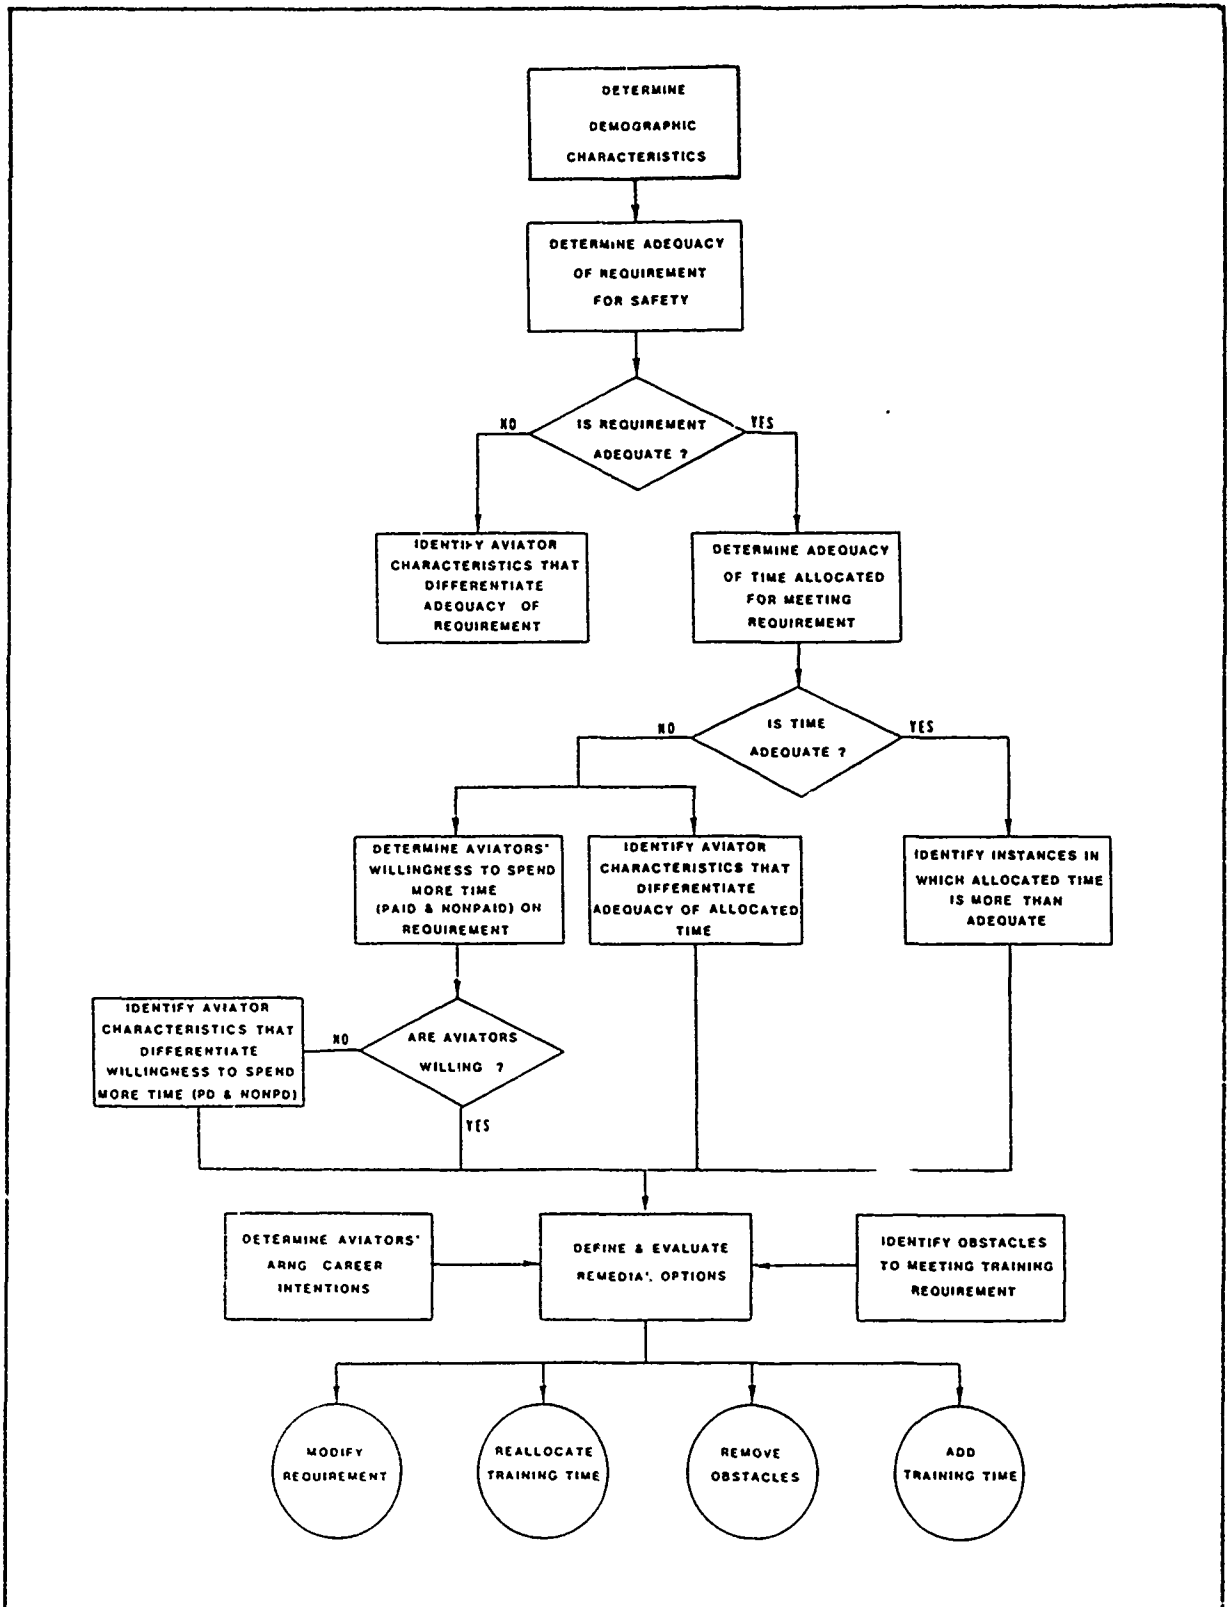 DETERMINE
DEMOGRAPHIC
CHARACTERISTICS
DETERMINE ADEQUACY
OF REQUIREMENT
FOR SAFETY
IS REQUIREMENT
ADEQUATE ?
NO
YES
IDENTIFY AVIATOR
CHARACTERISTICS THAT
DIFFERENTIATE
ADEQUACY OF
REQUIREMENT
DETERMINE ADEQUACY
OF TIME ALLOCATED
FOR MEETING
REQUIREMENT
IS TIME
ADEQUATE ?
NO
YES
DETERMINE AVIATORS'
WILLINGNESS TO SPEND
MORE TIME
(PAID & NONPAID) ON
REQUIREMENT
IDENTIFY AVIATOR
CHARACTERISTICS THAT
DIFFERENTIATE
ADEQUACY OF ALLOCATED
TIME
IDENTIFY INSTANCES IN
WHICH ALLOCATED TIME
IS MORE THAN
ADEQUATE
IDENTIFY AVIATOR
CHARACTERISTICS THAT
DIFFERENTIATE
WILLINGNESS TO SPEND
MORE TIME (PD & NONPD)
NO
ARE AVIATORS
WILLING ?
YES
DETERMINE AVIATORS'
ARNG CAREER
INTENTIONS
DEFINE & EVALUATE
REMEDIA'. OPTIONS
IDENTIFY OBSTACLES
TO MEETING TRAINING
REQUIREMENT
MODIFY
REQUIREMENT
REALLOCATE
TRAINING TIME
REMOVE
OBSTACLES
ADD
TRAINING TIME